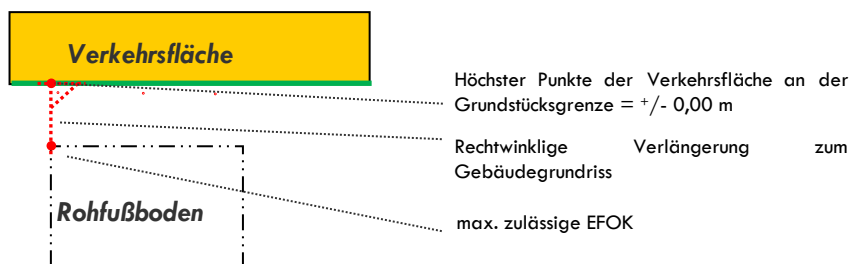 Verkehrsfläche
Höchster Punkte der Verkehrsfläche an der
Grundstücksgrenze = +/- 0,00 m
Rechtwinklige Verlängerung zum
Gebäudegrundriss
Rohfußboden
max. zulässige EFOK